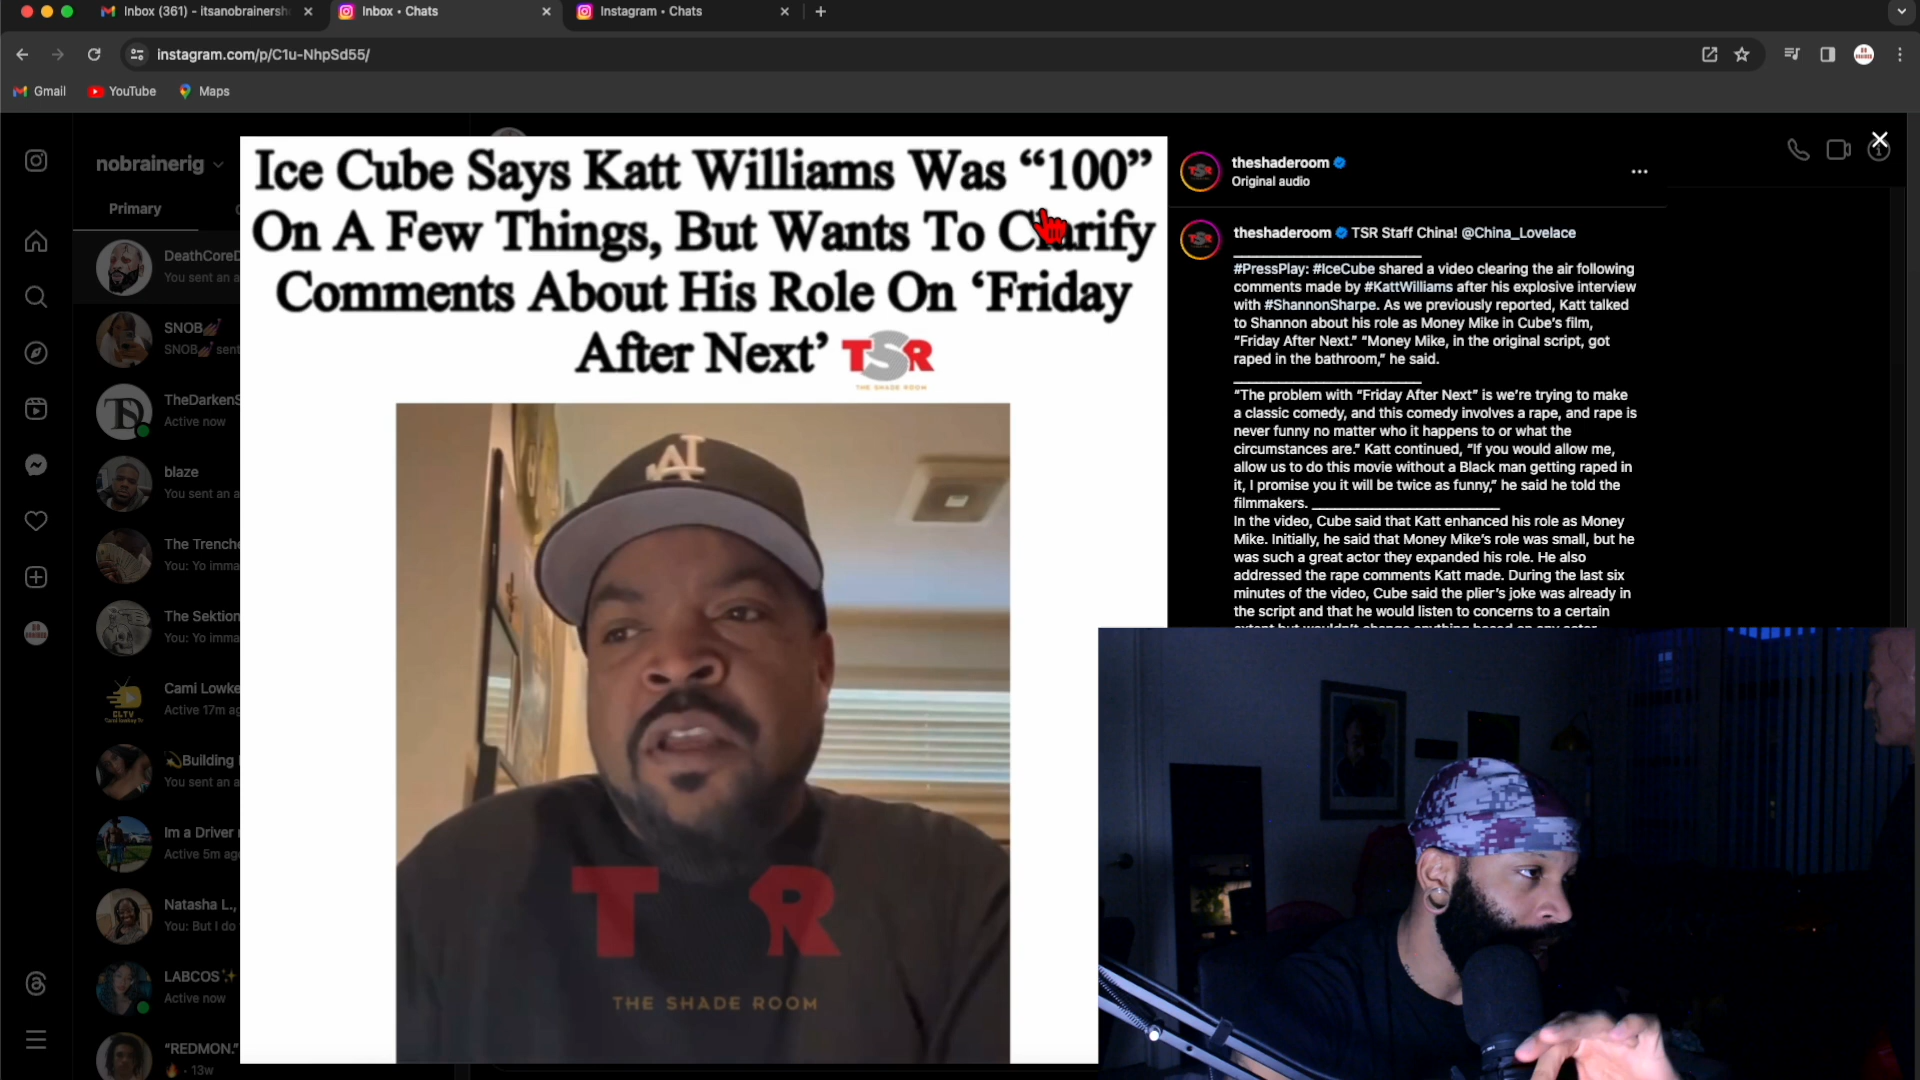 Inbox (361) - itsanobrainersh
Inbox • Chats
Instagram • Chats
instagram.com/p/C1u-NhpSd55/
Gmail
YouTube
Maps
nobrainerig
Primary
DeathCoreD
You sent an a
SNOB
SNOB sent
TheDarkenS
Active now
blaze
You sent an a
The Trenche
You: Yo imma
The Sektion
You: Yo imma
Cami Lowke
Active 17m ag
Building
You sent an a
Im a Driver
Active 5m ago
Natasha L.,
You: But I do
LABCOS
Active now
“REDMON.”
· 13w
Ice Cube Says Katt Williams Was “100”
On A Few Things, But Wants To Clarify
Comments About His Role On ‘Friday
After Next’ TSR
THE SHADE ROOM
T R
THE SHADE ROOM
theshaderoom
Original audio
theshaderoom TSR Staff China! @China_Lovelace
#PressPlay: #IceCube shared a video clearing the air following
comments made by #KattWilliams after his explosive interview
with #ShannonSharpe. As we previously reported, Katt talked
to Shannon about his role as Money Mike in Cube’s film,
“Friday After Next.” “Money Mike, in the original script, got
raped in the bathroom,” he said.
“The problem with “Friday After Next” is we’re trying to make
a classic comedy, and this comedy involves a rape, and rape is
never funny no matter who it happens to or what the
circumstances are.” Katt continued, “If you would allow me,
allow us to do this movie without a Black man getting raped in
it, I promise you it will be twice as funny,” he said he told the
filmmakers.
In the video, Cube said that Katt enhanced his role as Money
Mike. Initially, he said that Money Mike’s role was small, but he
was such a great actor they expanded his role. He also
addressed the rape comments Katt made. During the last six
minutes of the video, Cube said the plier’s joke was already in
the script and that he would listen to concerns to a certain